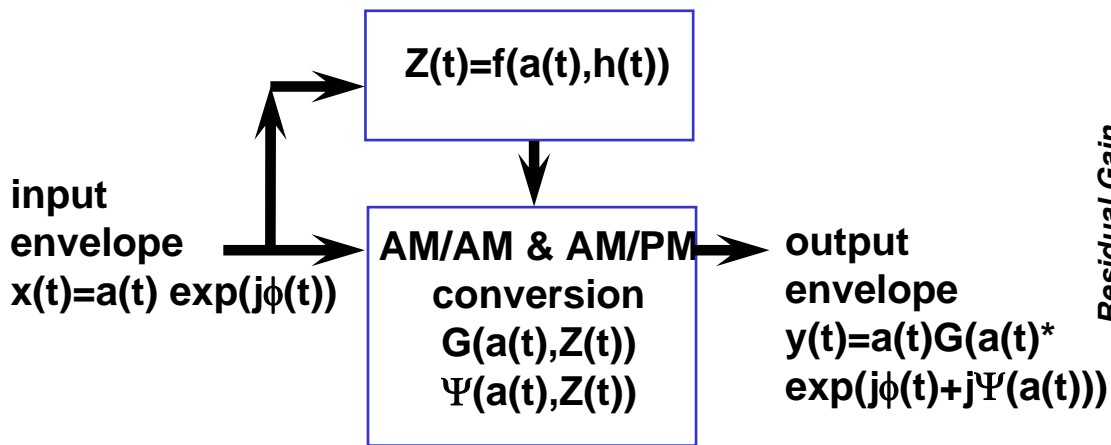 Z(t)=f(a(t),h(t))
input
envelope
x(t)=a(t) exp(jϕ(t))
AM/AM & AM/PM
conversion
G(a(t),Z(t))
Ψ(a(t),Z(t))
output
envelope
y(t)=a(t)G(a(t)*
exp(jϕ(t)+jΨ(a(t)))
Residual Gain